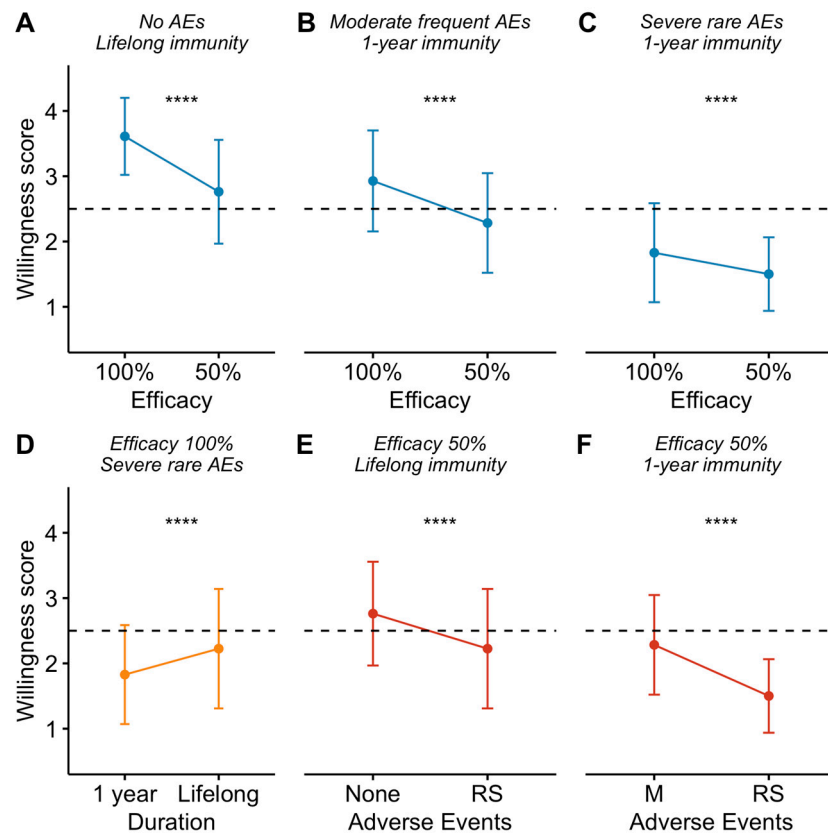 A
No AEs
Lifelong immunity
B
Moderate frequent AEs
1-year immunity
C
Severe rare AEs
1-year immunity
Willingness score
4
3
2
1
****
****
****
100%
50%
100%
50%
100%
50%
Efficacy
Efficacy
Efficacy
D
Efficacy 100%
Severe rare AEs
E
Efficacy 50%
Lifelong immunity
F
Efficacy 50%
1-year immunity
Willingness score
4
3
2
1
****
****
****
1 year
Lifelong
None
RS
M
RS
Duration
Adverse Events
Adverse Events